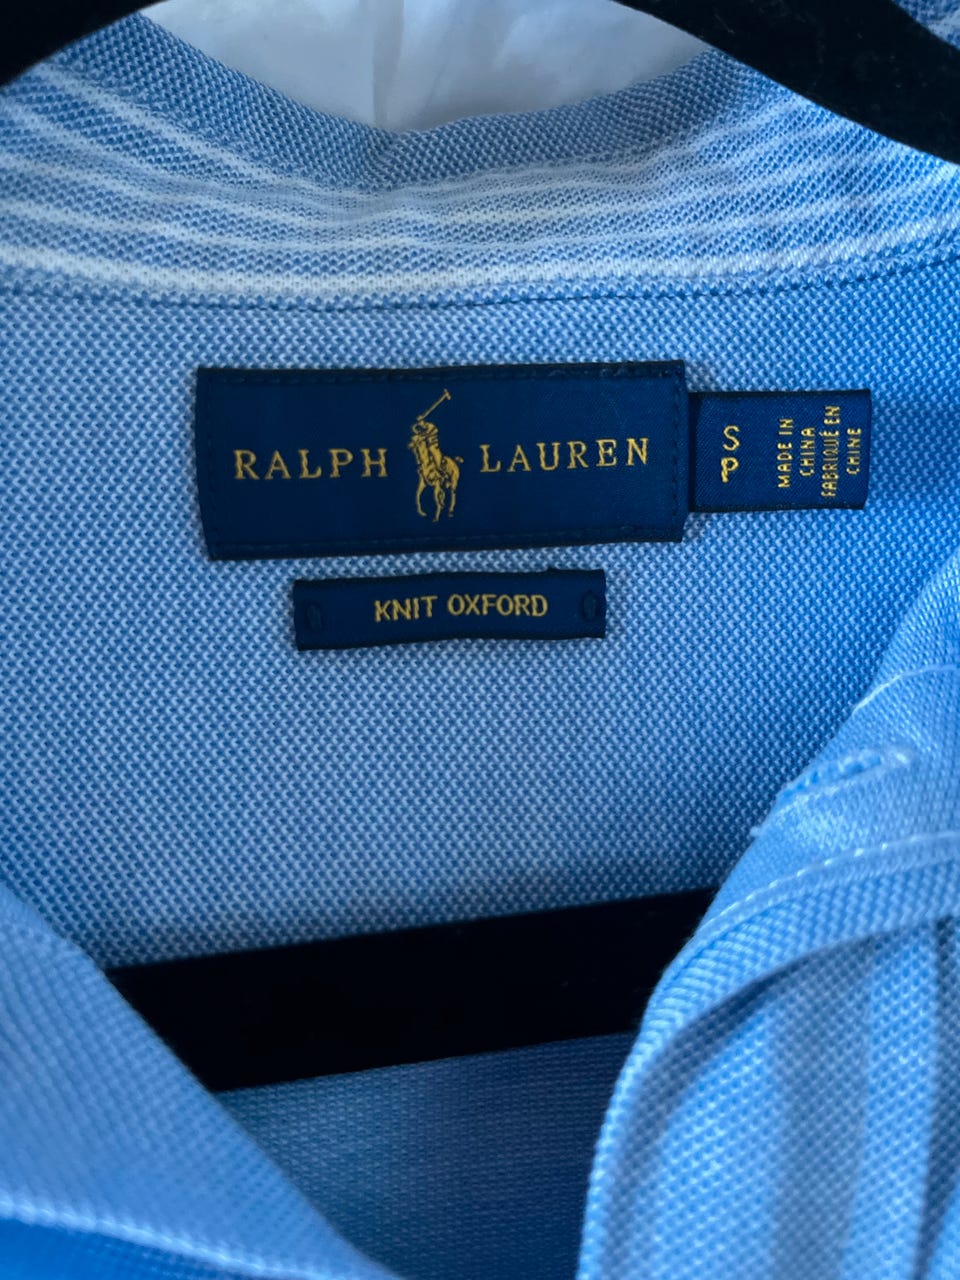 RALPH LAUREN
S
P
MADE IN
CHINA
FABRIQUÉ EN
CHINE
KNIT OXFORD